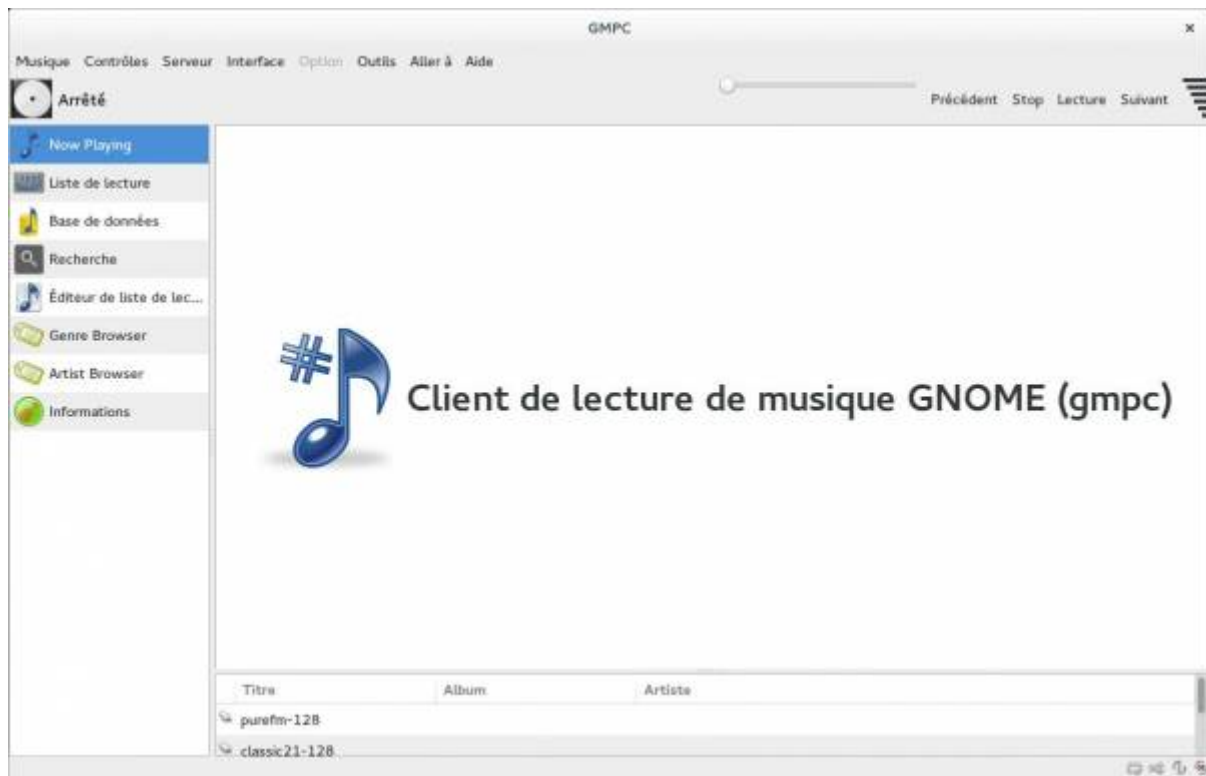 GMPC
Musique Contrôles Serveur Interface Option Outils Aller à Aide
Arrêté
Précédent Stop Lecture Suivant
Now Playing
Liste de lecture
Base de données
Recherche
Éditeur de liste de lec...
Genre Browser
Artist Browser
Informations
Client de lecture de musique GNOME (gmpc)
Titre Album Artiste
purefm-128
classic21-128